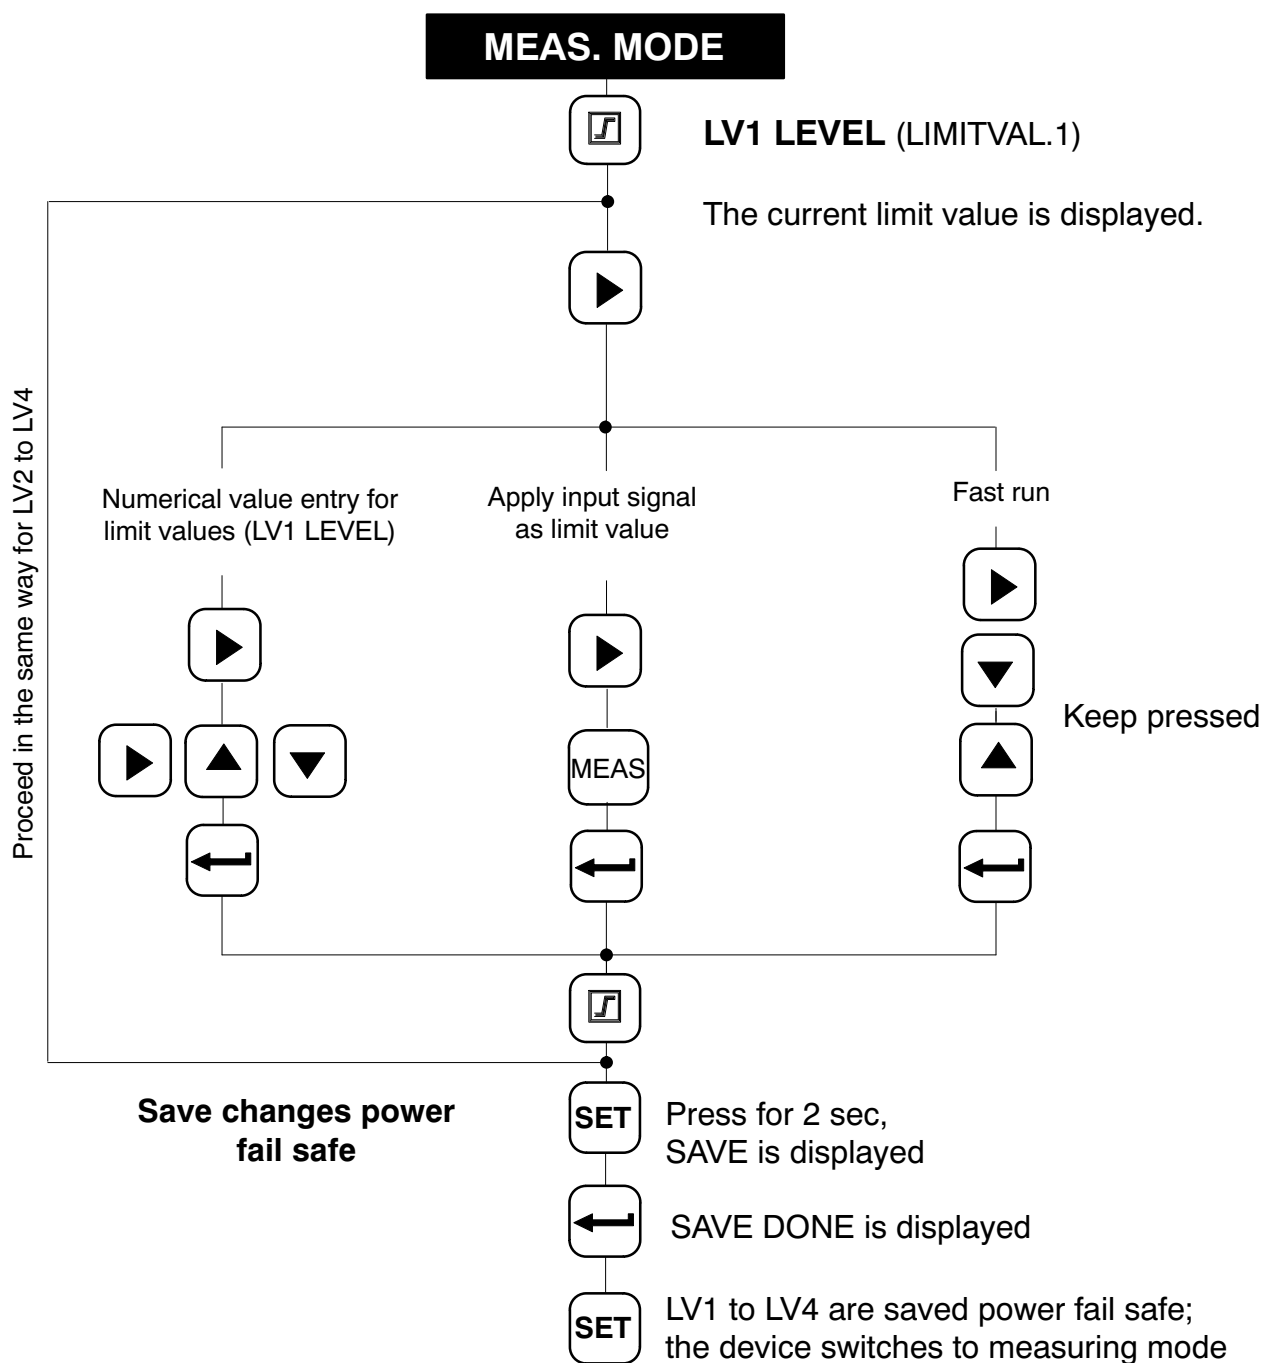 MEAS. MODE
LV1 LEVEL (LIMITVAL.1)
The current limit value is displayed.
Proceed in the same way for LV2 to LV4
Numerical value entry for
limit values (LV1 LEVEL)
Apply input signal
as limit value
Fast run
Keep pressed
MEAS
Save changes power
fail safe
SET
Press for 2 sec,
SAVE is displayed
SAVE DONE is displayed
SET
LV1 to LV4 are saved power fail safe;
the device switches to measuring mode